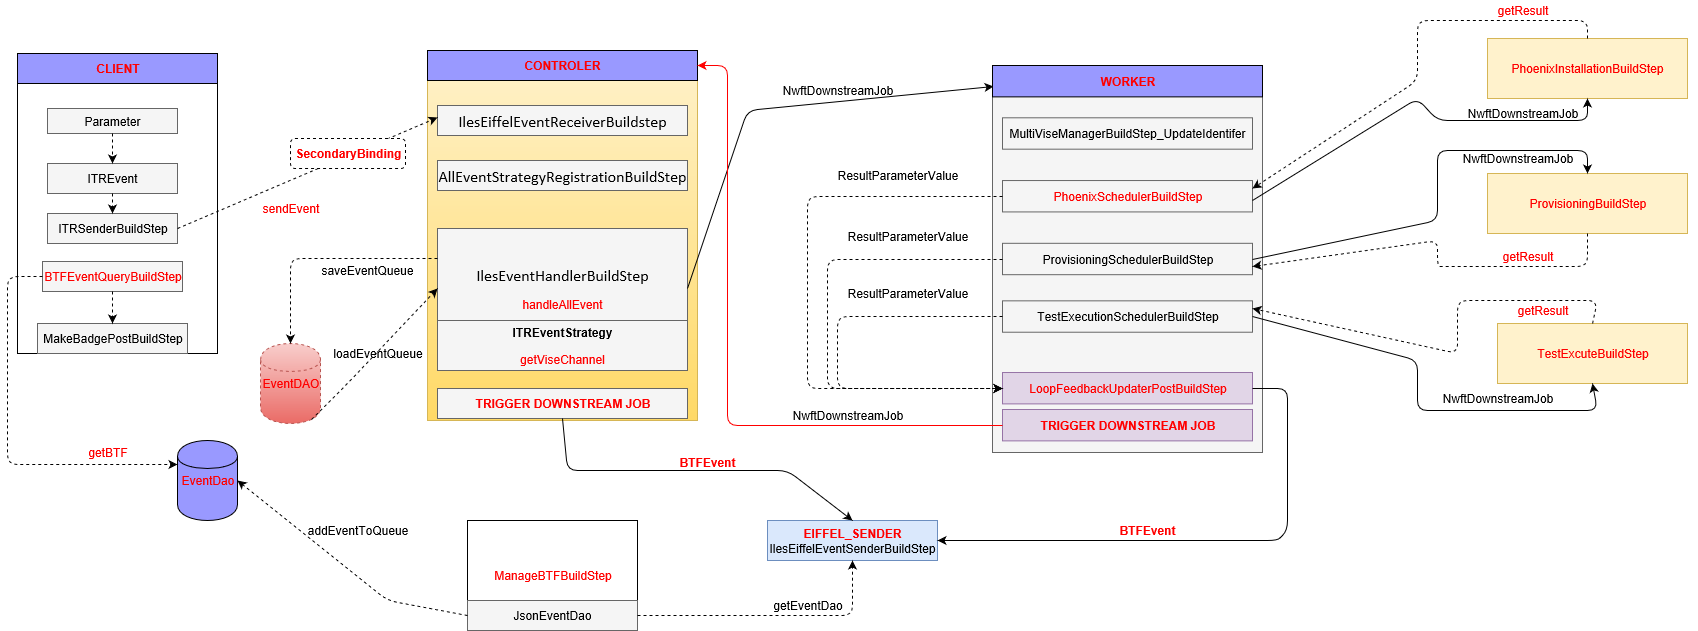 CLIENT
Parameter
ITREvent
ITRSenderBuildStep
BTFEventQueryBuildStep
MakeBadgePostBuildStep
SecondaryBinding
sendEvent
CONTROLER
IlesEiffelEventReceiverBuildstep
AllEventStrategyRegistrationBuildStep
IlesEventHandlerBuildStep
handleAllEvent
ITREventStrategy
getViseChannel
TRIGGER DOWNSTREAM JOB
saveEventQueue
loadEventQueue
EventDAO
getBTF
EventDao
addEventToQueue
ManageBTFBuildStep
JsonEventDao
getEventDao
BTFEvent
EIFFEL_SENDER
IlesEiffelEventSenderBuildStep
BTFEvent
NwftDownstreamJob
NwftDownstreamJob
WORKER
MultiViseManagerBuildStep_UpdateIdentifer
PhoenixSchedulerBuildStep
ProvisioningSchedulerBuildStep
TestExecutionSchedulerBuildStep
LoopFeedbackUpdaterPostBuildStep
TRIGGER DOWNSTREAM JOB
ResultParameterValue
ResultParameterValue
ResultParameterValue
getResult
PhoenixInstallationBuildStep
NwftDownstreamJob
NwftDownstreamJob
ProvisioningBuildStep
getResult
getResult
TestExcuteBuildStep
NwftDownstreamJob